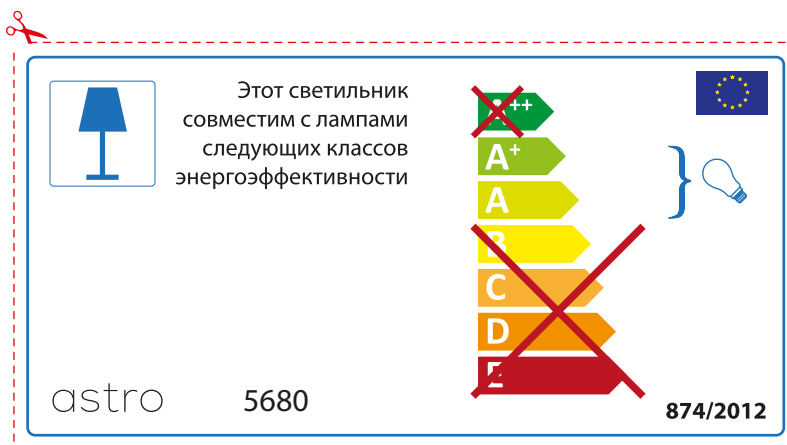 Этот светильник
совместим с лампами
следующих классов
энергоэффективности
A++
A+
A
B
C
D
E
astro
5680
874/2012